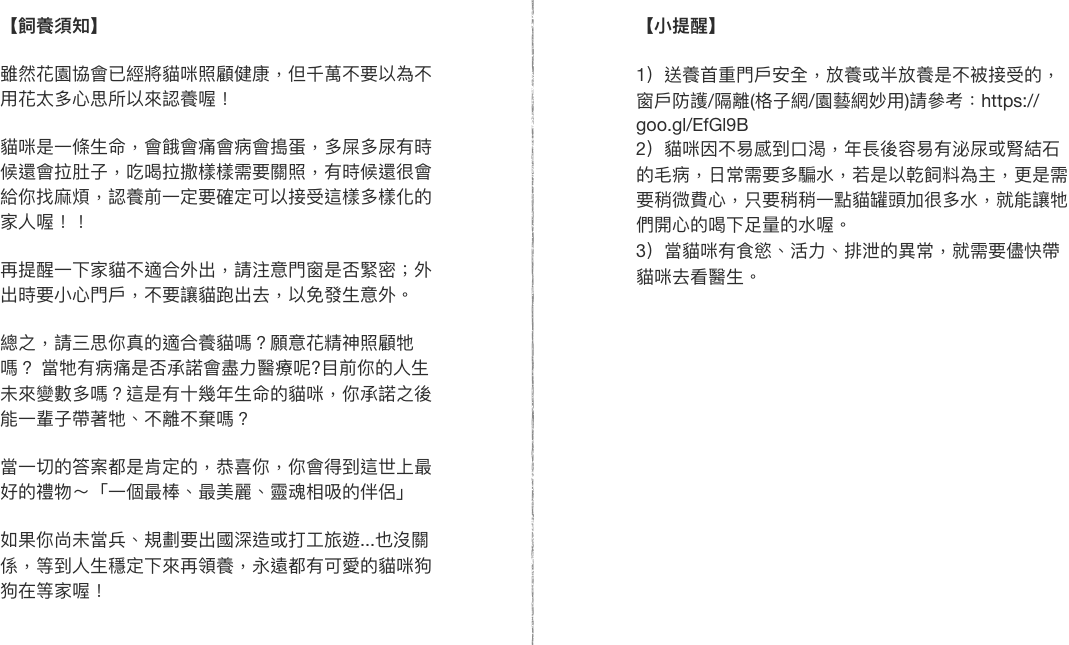 【飼養須知】
雖然花園協會已經將貓咪照顧健康，但千萬不要以為不
用花太多心思所以來認養喔！
貓咪是一條生命，會餓會痛會病會搗蛋，多屎多尿有時
候還會拉肚子，吃喝拉撒樣樣需要關照，有時候還很會
給你找麻煩，認養前一定要確定可以接受這樣多樣化的
家人喔！！
再提醒一下家貓不適合外出，請注意門窗是否緊密；外
出時要小心門戶，不要讓貓跑出去，以免發生意外。
總之，請三思你真的適合養貓嗎？願意花精神照顧牠
嗎？ 當牠有病痛是否承諾會盡力醫療呢?目前你的人生
未來變數多嗎？這是有十幾年生命的貓咪，你承諾之後
能一輩子帶著牠、不離不棄嗎？
當一切的答案都是肯定的，恭喜你，你會得到這世上最
好的禮物～「一個最棒、最美麗、靈魂相吸的伴侶」
如果你尚未當兵、規劃要出國深造或打工旅遊...也沒關
係，等到人生穩定下來再領養，永遠都有可愛的貓咪狗
狗在等家喔！
【小提醒】
1）送養首重門戶安全，放養或半放養是不被接受的，
窗戶防護/隔離(格子網/園藝網妙用)請參考：https://
goo.gl/EfGl9B
2）貓咪因不易感到口渴，年長後容易有泌尿或腎結石
的毛病，日常需要多騙水，若是以乾飼料為主，更是需
要稍微費心，只要稍稍一點貓罐頭加很多水，就能讓牠
們開心的喝下足量的水喔。
3）當貓咪有食慾、活力、排泄的異常，就需要儘快帶
貓咪去看醫生。